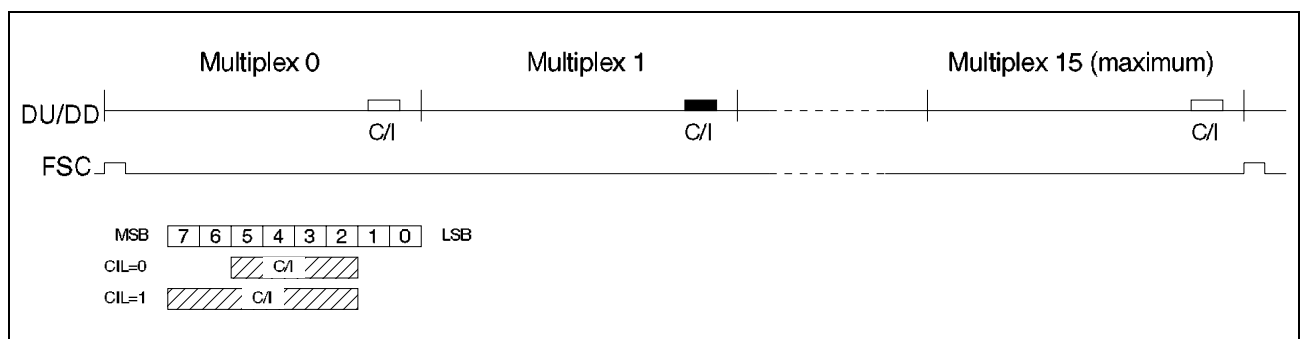 Multiplex 0 Multiplex 1 Multiplex 15 (maximum)
DU/DD
C/I C/I C/I
FSC
MSB 7 6 5 4 3 2 1 0 LSB
CIL=0 C/I
CIL=1 C/I